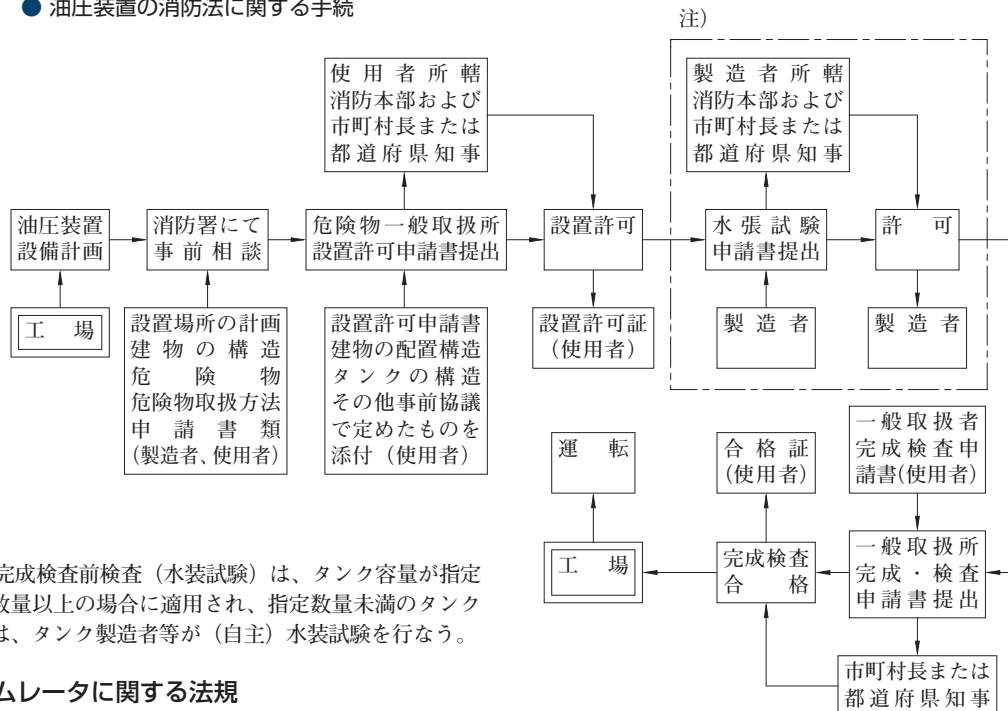 ● 油圧装置の消防法に関する手続
注)
使用者所轄
消防本部および
市町村長または
都道府県知事
製造者所轄
消防本部および
市町村長または
都道府県知事
油圧装置
設備計画
消防署にて
事前相談
危険物一般取扱所
設置許可申請書提出
設置許可
水張試験
申請書提出
許可
工場
設置場所の計画
建物の構造
危険物
危険物取扱方法
申請書類
(製造者、使用者)
設置許可申請書
建物の配置構造
タンクの構造
その他事前協議
で定めたものを
添付(使用者)
設置許可証
(使用者)
製造者
製造者
運転
合格証
(使用者)
一般取扱者
完成検査申
請書(使用者)
工場
完成検査
合格
一般取扱所
完成・検査
申請書提出
市町村長または
都道府県知事
完成検査前検査(水装試験)は、タンク容量が指定
数量以上の場合に適用され、指定数量未満のタンク
は、タンク製造者等が(自主)水装試験を行なう。
ムレータに関する法規